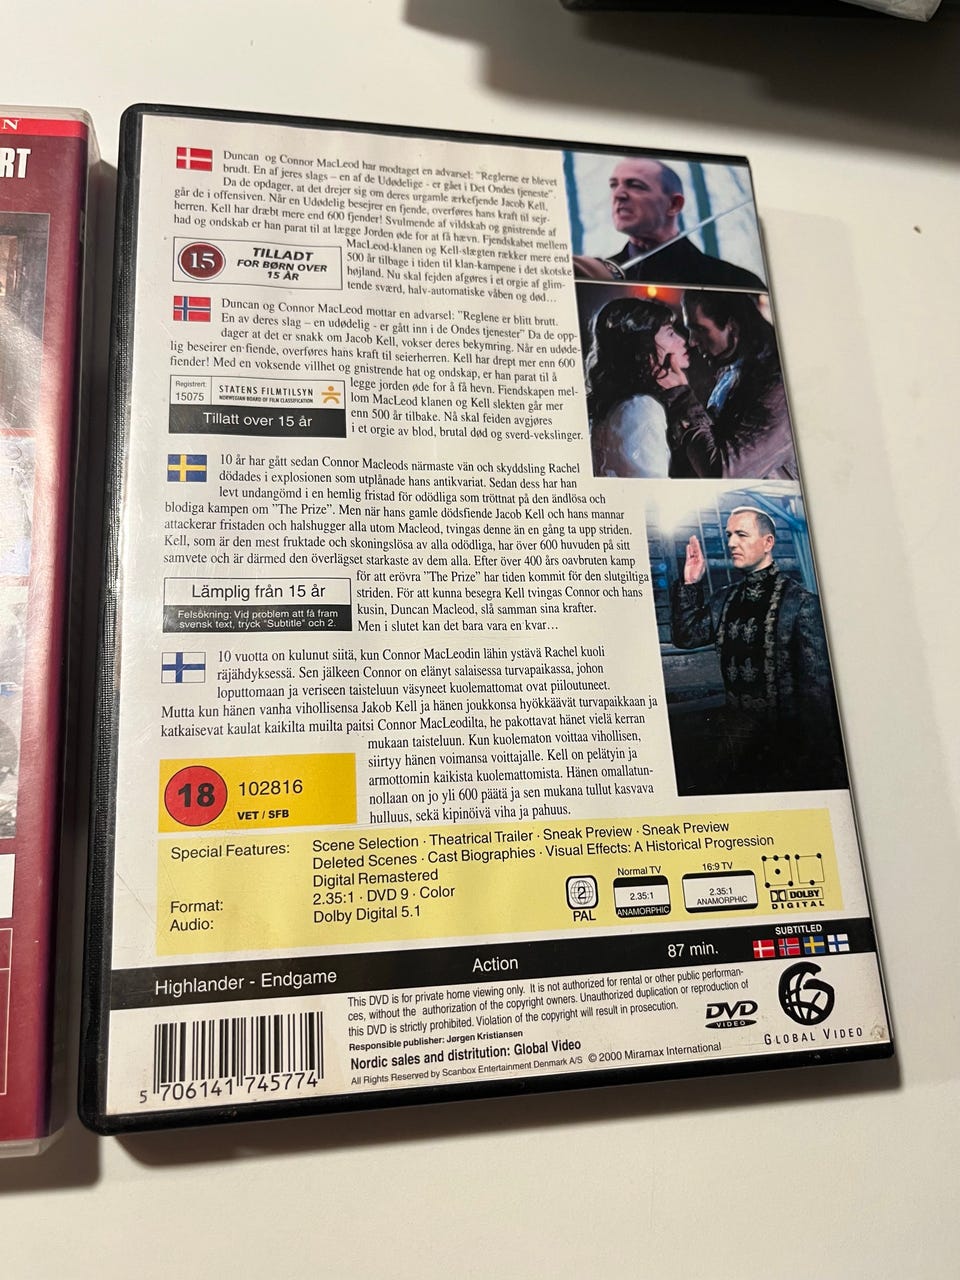 N
RT
Duncan og Connor MacLeod har modtaget en advarsel: "Reglerne er blevet
brudt. En af jeres slags – en af de Udødelige - er gået i Det Ondes tjeneste".
Da de opdager, at det drejer sig om deres urgamle ærkefjende Jacob Kell,
går de i offensiven. Når en Udødelig besejrer en fjende, overføres hans kraft til sejr-
herren. Kell har dræbt mere end 600 fjender! Svulmende af vildskab og gnistrende af
had og ondskab er han parat til at lægge Jorden øde for at få hævn. Fjendskabet mellem
MacLeod-klanen og Kell-slægten rækker mere end
500 år tilbage i tiden til klan-kampene i det skotske
højland. Nu skal fejden afgøres i et orgie af glim-
tende sværd, halv-automatiske våben og død...
15
TILLADT
FOR BØRN OVER
15 ÅR
Duncan og Connor MacLeod mottar en advarsel: "Reglene er blitt brutt.
En av deres slag – en udødelig - er gått inn i de Ondes tjenester" Da de opp-
dager at det er snakk om Jacob Kell, vokser deres bekymring. Når en udøde-
lig beseirer en fiende, overføres hans kraft til seierherren. Kell har drept mer enn 600
fiender! Med en voksende villhet og gnistrende hat og ondskap, er han parat til å
legge jorden øde for å få hevn. Fiendskapen mel-
lom MacLeod klanen og Kell slekten går mer
enn 500 år tilbake. Nå skal feiden avgjøres
i et orgie av blod, brutal død og sverd-vekslinger.
Registrert:
15075
STATENS FILMTILSYN
NORWEGIAN BOARD OF FILM CLASSIFICATION
Tillatt over 15 år
10 år har gått sedan Connor Macleods närmaste vän och skyddsling Rachel
dödades i explosionen som utplånade hans antikvariat. Sedan dess har han
levt undangömd i en hemlig fristad för odödliga som tröttnat på den ändlösa och
blodiga kampen om "The Prize". Men när hans gamle dödsfiende Jacob Kell och hans mannar
attackerar fristaden och halshugger alla utom Macleod, tvingas denne än en gång ta upp striden.
Kell, som är den mest fruktade och skoningslösa av alla odödliga, har över 600 huvuden på sitt
samvete och är därmed den överlägset starkaste av dem alla. Efter över 400 års oavbruten kamp
för att erövra "The Prize" har tiden kommit för den slutgiltiga
striden. För att kunna besegra Kell tvingas Connor och hans
kusin, Duncan Macleod, slå samman sina krafter.
Men i slutet kan det bara vara en kvar...
Lämplig från 15 år
Felsökning: Vid problem att få fram
svensk text, tryck "Subtitle" och 2.
10 vuotta on kulunut siitä, kun Connor MacLeodin lähin ystävä Rachel kuoli
räjähdyksessä. Sen jälkeen Connor on elänyt salaisessa turvapaikassa, johon
loputtomaan ja veriseen taisteluun väsyneet kuolemattomat ovat piiloutuneet.
Mutta kun hänen vanha vihollisensa Jakob Kell ja hänen joukkonsa hyökkäävät turvapaikkaan ja
katkaisevat kaulat kaikilta muilta paitsi Connor MacLeodilta, he pakottavat hänet vielä kerran
mukaan taisteluun. Kun kuolematon voittaa vihollisen,
siirtyy hänen voimansa voittajalle. Kell on pelätyin ja
armottomin kaikista kuolemattomista. Hänen omallatun-
nollaan on jo yli 600 päätä ja sen mukana tullut kasvava
hulluus, sekä kipinöivä viha ja pahuus.
18
102816
VET / SFB
Special Features: Scene Selection · Theatrical Trailer · Sneak Preview · Sneak Preview
Deleted Scenes · Cast Biographies · Visual Effects: A Historical Progression
Digital Remastered
Format: 2.35:1 · DVD 9 · Color
Audio: Dolby Digital 5.1
2
PAL
Normal TV
2.35:1
ANAMORPHIC
16:9 TV
2.35:1
ANAMORPHIC
DOLBY
DIGITAL
Highlander - Endgame
Action
87 min.
SUBTITLED
This DVD is for private home viewing only. It is not authorized for rental or other public performan-
ces, without the authorization of the copyright owners. Unauthorized duplication or reproduction of
this DVD is strictly prohibited. Violation of the copyright will result in prosecution.
Responsible publisher: Jørgen Kristiansen
Nordic sales and distritution: Global Video
All Rights Reserved by Scanbox Entertainment Denmark A/S © 2000 Miramax International
DVD
VIDEO
GLOBAL VIDEO
5 706141 745774